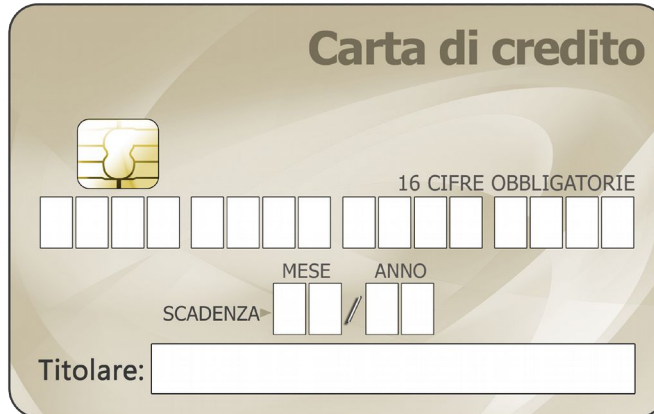 Carta di credito
16 CIFRE OBBLIGATORIE
MESE ANNO
SCADENZA /
Titolare: